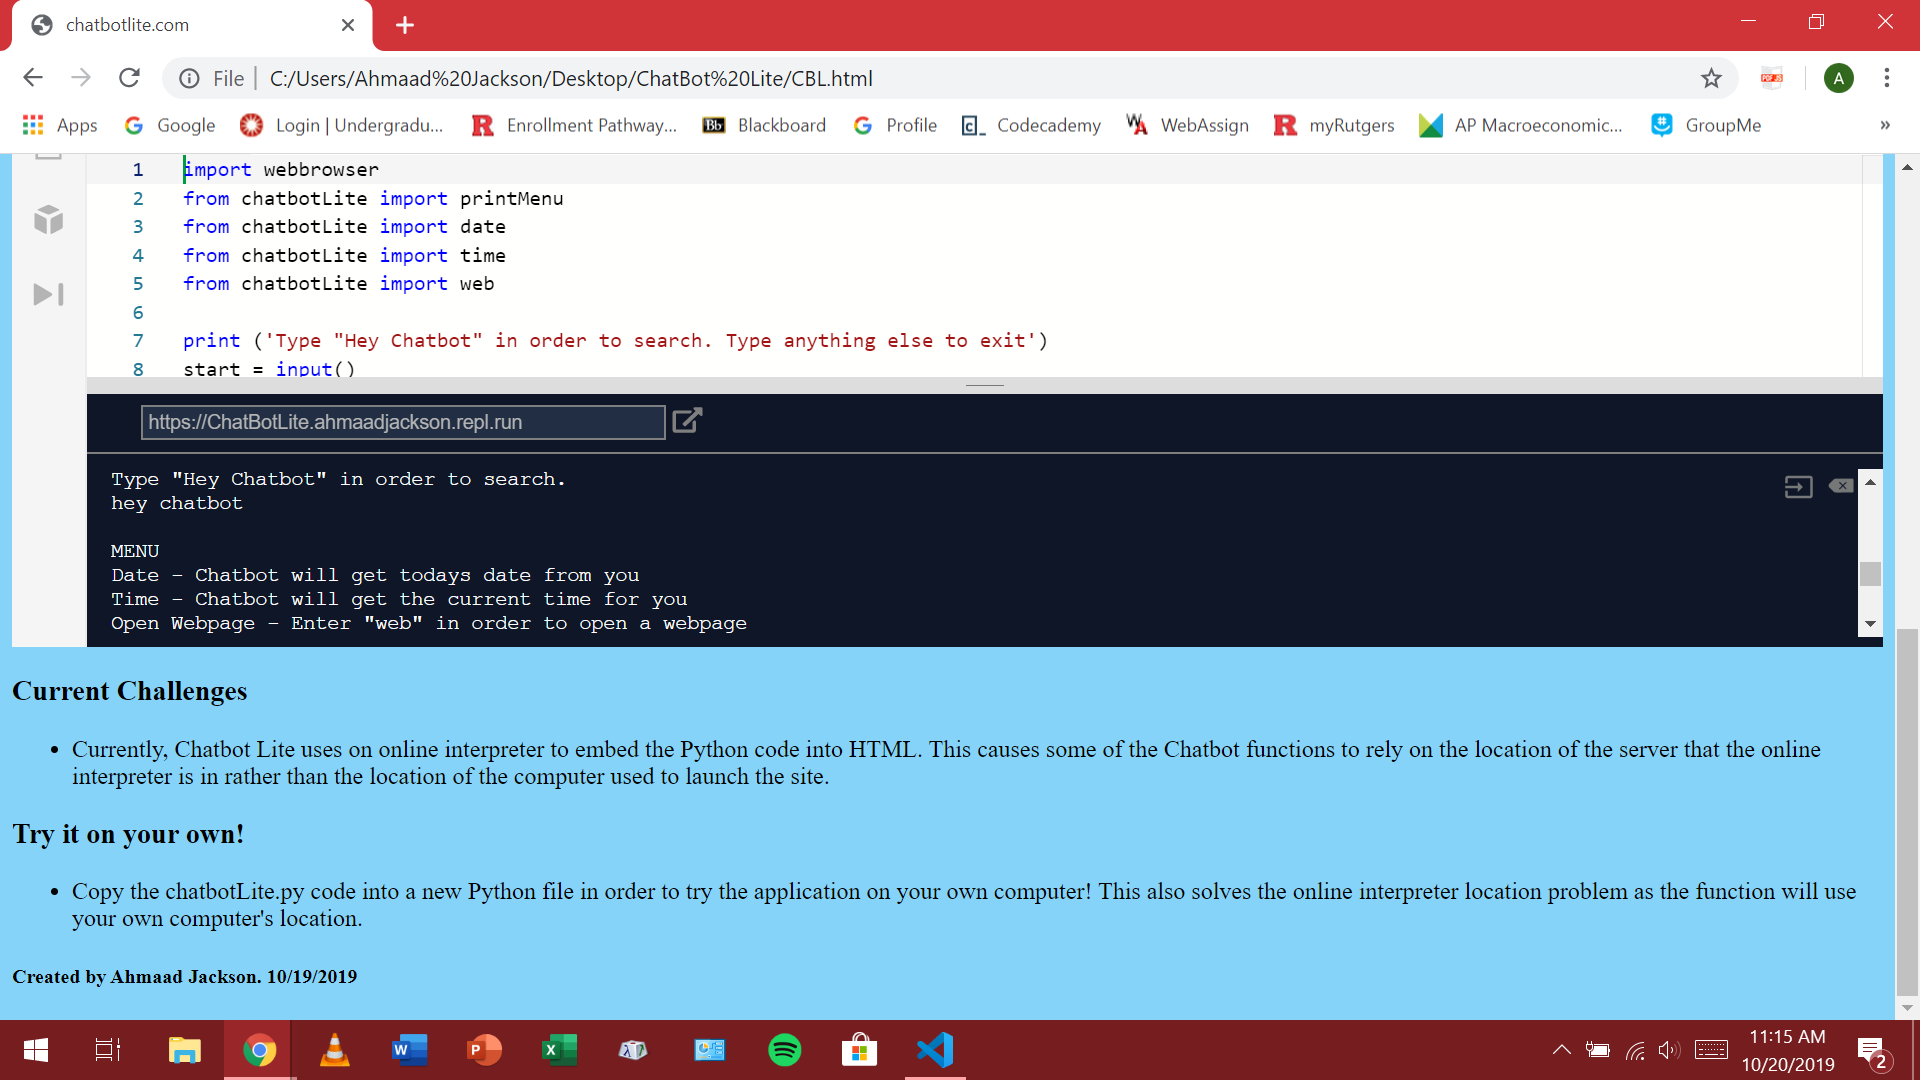 chatbotlite.com
File | C:/Users/Ahmaad%20Jackson/Desktop/ChatBot%20Lite/CBL.html
A
Apps Google Login | Undergradu... Enrollment Pathway... Bb Blackboard Profile Codecademy WebAssign myRutgers AP Macroeconomic... GroupMe »
1 import webbrowser
2 from chatbotLite import printMenu
3 from chatbotLite import date
4 from chatbotLite import time
5 from chatbotLite import web
6
7 print ('Type "Hey Chatbot" in order to search. Type anything else to exit')
8 start = input()
https://ChatBotLite.ahmaadjackson.repl.run
Type "Hey Chatbot" in order to search.
hey chatbot
MENU
Date - Chatbot will get todays date from you
Time - Chatbot will get the current time for you
Open Webpage - Enter "web" in order to open a webpage
Current Challenges
• Currently, Chatbot Lite uses on online interpreter to embed the Python code into HTML. This causes some of the Chatbot functions to rely on the location of the server that the online
interpreter is in rather than the location of the computer used to launch the site.
Try it on your own!
• Copy the chatbotLite.py code into a new Python file in order to try the application on your own computer! This also solves the online interpreter location problem as the function will use
your own computer's location.
Created by Ahmaad Jackson. 10/19/2019
11:15 AM
10/20/2019
2